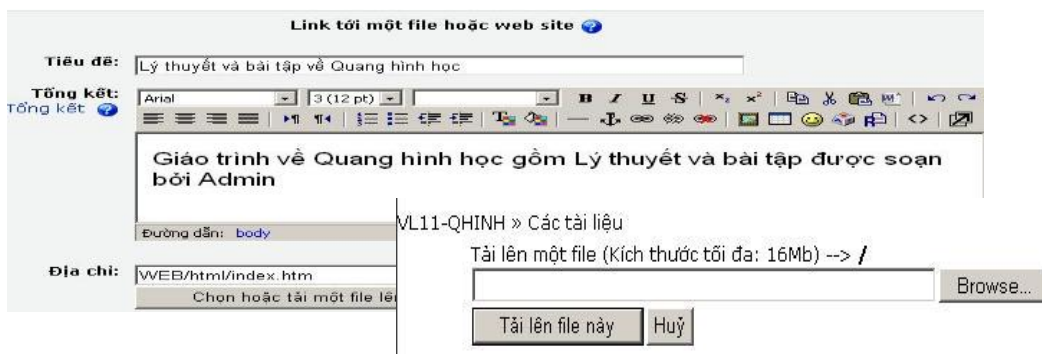 Link tới một file hoặc web site
Tiêu đề: Lý thuyết và bài tập về Quang hình học
Tổng kết:
Tổng kết
Arial 3 (12 pt) B I U S
Giáo trình về Quang hình học gồm Lý thuyết và bài tập được soạn
bởi Admin
Đường dẫn: body
Địa chỉ: WEB/html/index.htm
Chọn hoặc tải một file lên
VL11-QHINH » Các tài liệu
Tải lên một file (Kích thước tối đa: 16Mb) --> /
Browse...
Tải lên file này Huỷ